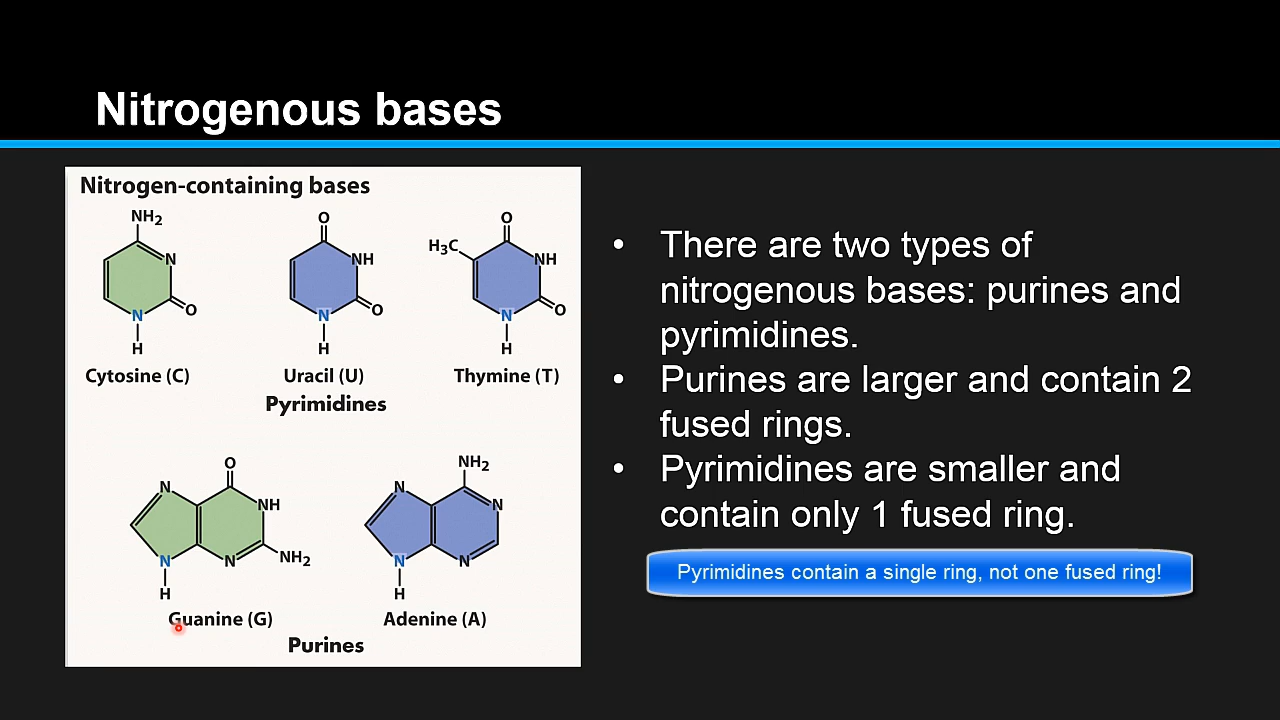 Nitrogenous bases
Nitrogen-containing bases
NH2
N
O
N
H
Cytosine (C)
O
NH
O
N
H
Uracil (U)
O
H3C
NH
O
N
H
Thymine (T)
Pyrimidines
O
N
NH
N
N
NH2
H
Guanine (G)
NH2
N
N
N
N
H
Adenine (A)
Purines
• There are two types of
nitrogenous bases: purines and
pyrimidines.
• Purines are larger and contain 2
fused rings.
• Pyrimidines are smaller and
contain only 1 fused ring.
Pyrimidines contain a single ring, not one fused ring!